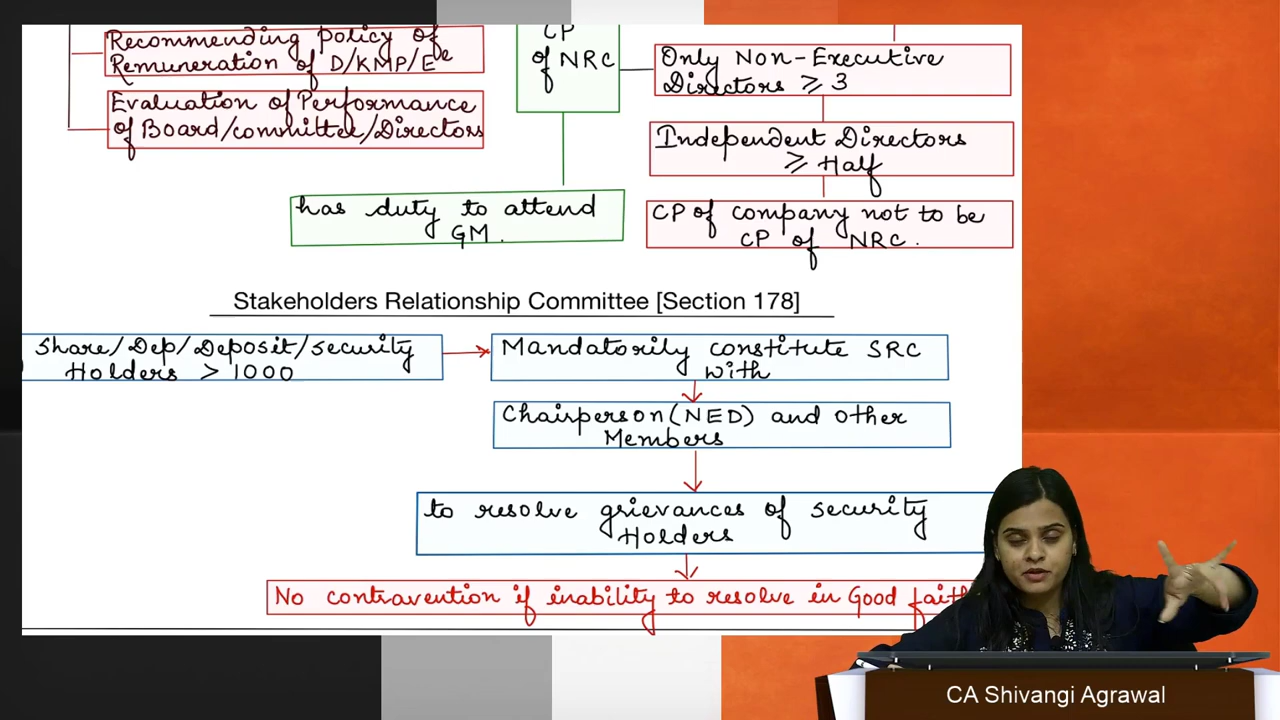 Recommending policy of
Remuneration of D/KMP/Ee
Evaluation of Performance
of Board/committee/Directors
CP
of NRC
has duty to attend
GM.
Only Non-Executive
Directors ≥ 3
Independent Directors
≥ Half
CP of company not to be
CP of NRC.
Stakeholders Relationship Committee [Section 178]
Share/Dep/Deposit/security
Holders > 1000
Mandatorily constitute SRC
with
Chairperson(NED) and other
Members
to resolve grievances of security
Holders
No contravention if inability to resolve in Good faith
CA Shivangi Agrawal